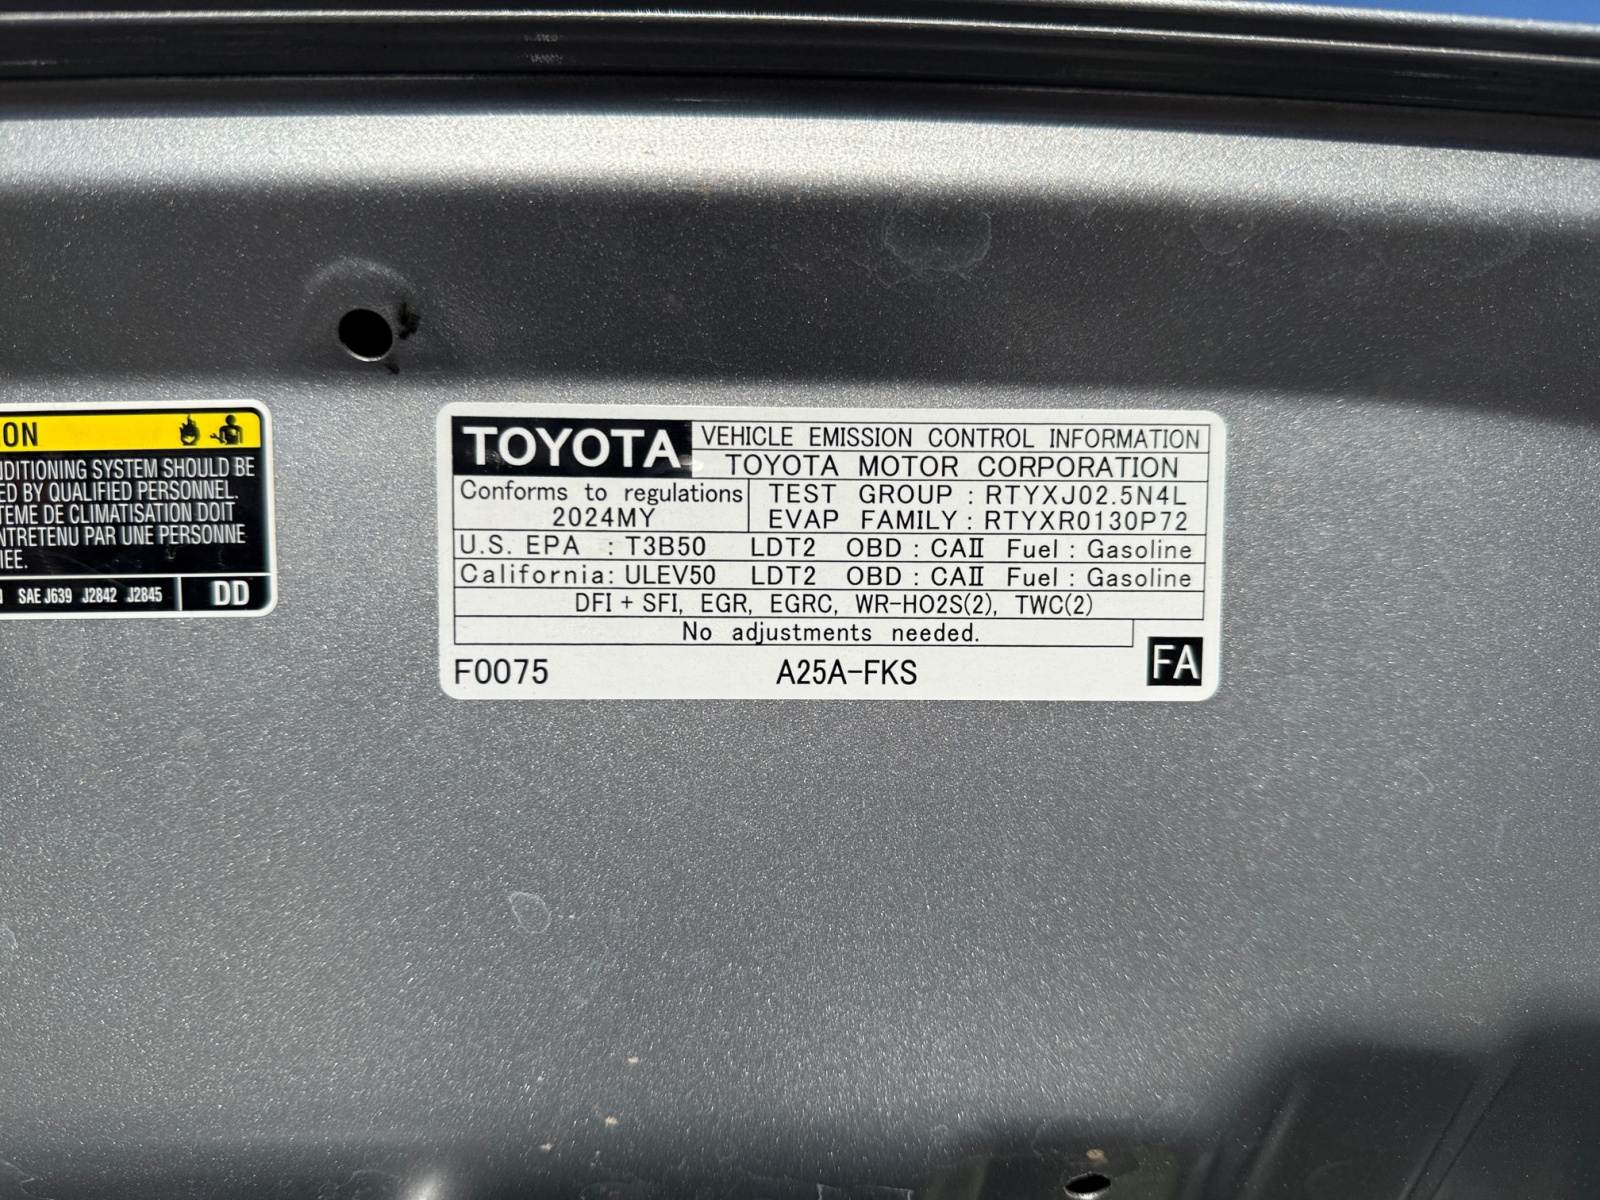 ON
NDITIONING SYSTEM SHOULD BE
ED BY QUALIFIED PERSONNEL.
TEME DE CLIMATISATION DOIT
NTRETENU PAR UNE PERSONNE
IEE.
SAE J639 J2842 J2845 DD
TOYOTA VEHICLE EMISSION CONTROL INFORMATION
TOYOTA MOTOR CORPORATION
Conforms to regulations TEST GROUP : RTYXJ02.5N4L
2024MY EVAP FAMILY : RTYXR0130P72
U.S. EPA : T3B50 LDT2 OBD : CAII Fuel : Gasoline
California: ULEV50 LDT2 OBD : CAII Fuel : Gasoline
DFI + SFI, EGR, EGRC, WR-HO2S(2), TWC(2)
No adjustments needed.
F0075 A25A-FKS FA